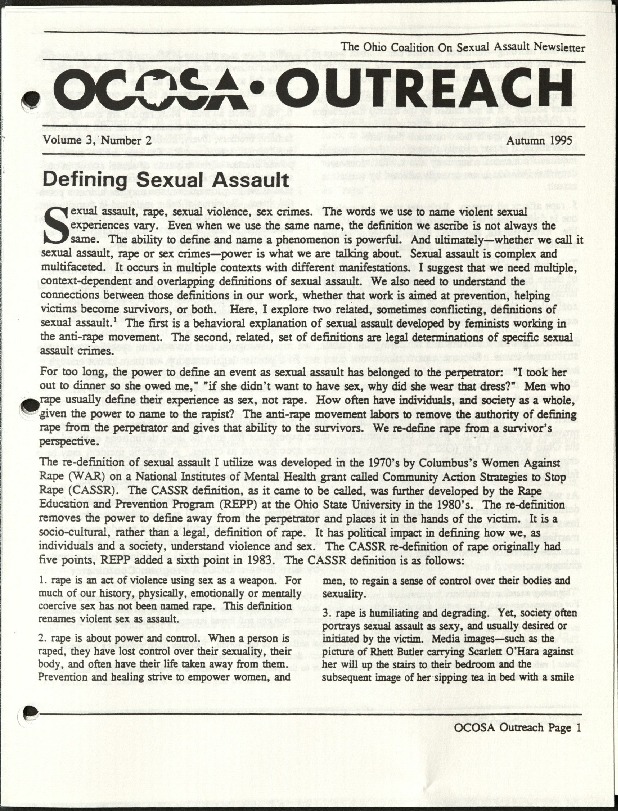 The Ohio Coalition On Sexual Assault Newsletter
OCOSA • OUTREACH
Volume 3, Number 2
Autumn 1995
Defining Sexual Assault
Sexual assault, rape, sexual violence, sex crimes. The words we use to name violent sexual
experiences vary. Even when we use the same name, the definition we ascribe is not always the
same. The ability to define and name a phenomenon is powerful. And ultimately—whether we call it
sexual assault, rape or sex crimes—power is what we are talking about. Sexual assault is complex and
multifaceted. It occurs in multiple contexts with different manifestations. I suggest that we need multiple,
context-dependent and overlapping definitions of sexual assault. We also need to understand the
connections between those definitions in our work, whether that work is aimed at prevention, helping
victims become survivors, or both. Here, I explore two related, sometimes conflicting, definitions of
sexual assault.¹ The first is a behavioral explanation of sexual assault developed by feminists working in
the anti-rape movement. The second, related, set of definitions are legal determinations of specific sexual
assault crimes.
For too long, the power to define an event as sexual assault has belonged to the perpetrator: "I took her
out to dinner so she owed me," "if she didn't want to have sex, why did she wear that dress?" Men who
rape usually define their experience as sex, not rape. How often have individuals, and society as a whole,
given the power to name to the rapist? The anti-rape movement labors to remove the authority of defining
rape from the perpetrator and gives that ability to the survivors. We re-define rape from a survivor's
perspective.
The re-definition of sexual assault I utilize was developed in the 1970's by Columbus's Women Against
Rape (WAR) on a National Institutes of Mental Health grant called Community Action Strategies to Stop
Rape (CASSR). The CASSR definition, as it came to be called, was further developed by the Rape
Education and Prevention Program (REPP) at the Ohio State University in the 1980's. The re-definition
removes the power to define away from the perpetrator and places it in the hands of the victim. It is a
socio-cultural, rather than a legal, definition of rape. It has political impact in defining how we, as
individuals and a society, understand violence and sex. The CASSR re-definition of rape originally had
five points, REPP added a sixth point in 1983. The CASSR definition is as follows:
1. rape is an act of violence using sex as a weapon. For
much of our history, physically, emotionally or mentally
coercive sex has not been named rape. This definition
renames violent sex as assault.
2. rape is about power and control. When a person is
raped, they have lost control over their sexuality, their
body, and often have their life taken away from them.
Prevention and healing strive to empower women, and
men, to regain a sense of control over their bodies and
sexuality.
3. rape is humiliating and degrading. Yet, society often
portrays sexual assault as sexy, and usually desired or
initiated by the victim. Media images—such as the
picture of Rhett Butler carrying Scarlett O'Hara against
her will up the stairs to their bedroom and the
subsequent image of her sipping tea in bed with a smile
OCOSA Outreach Page 1